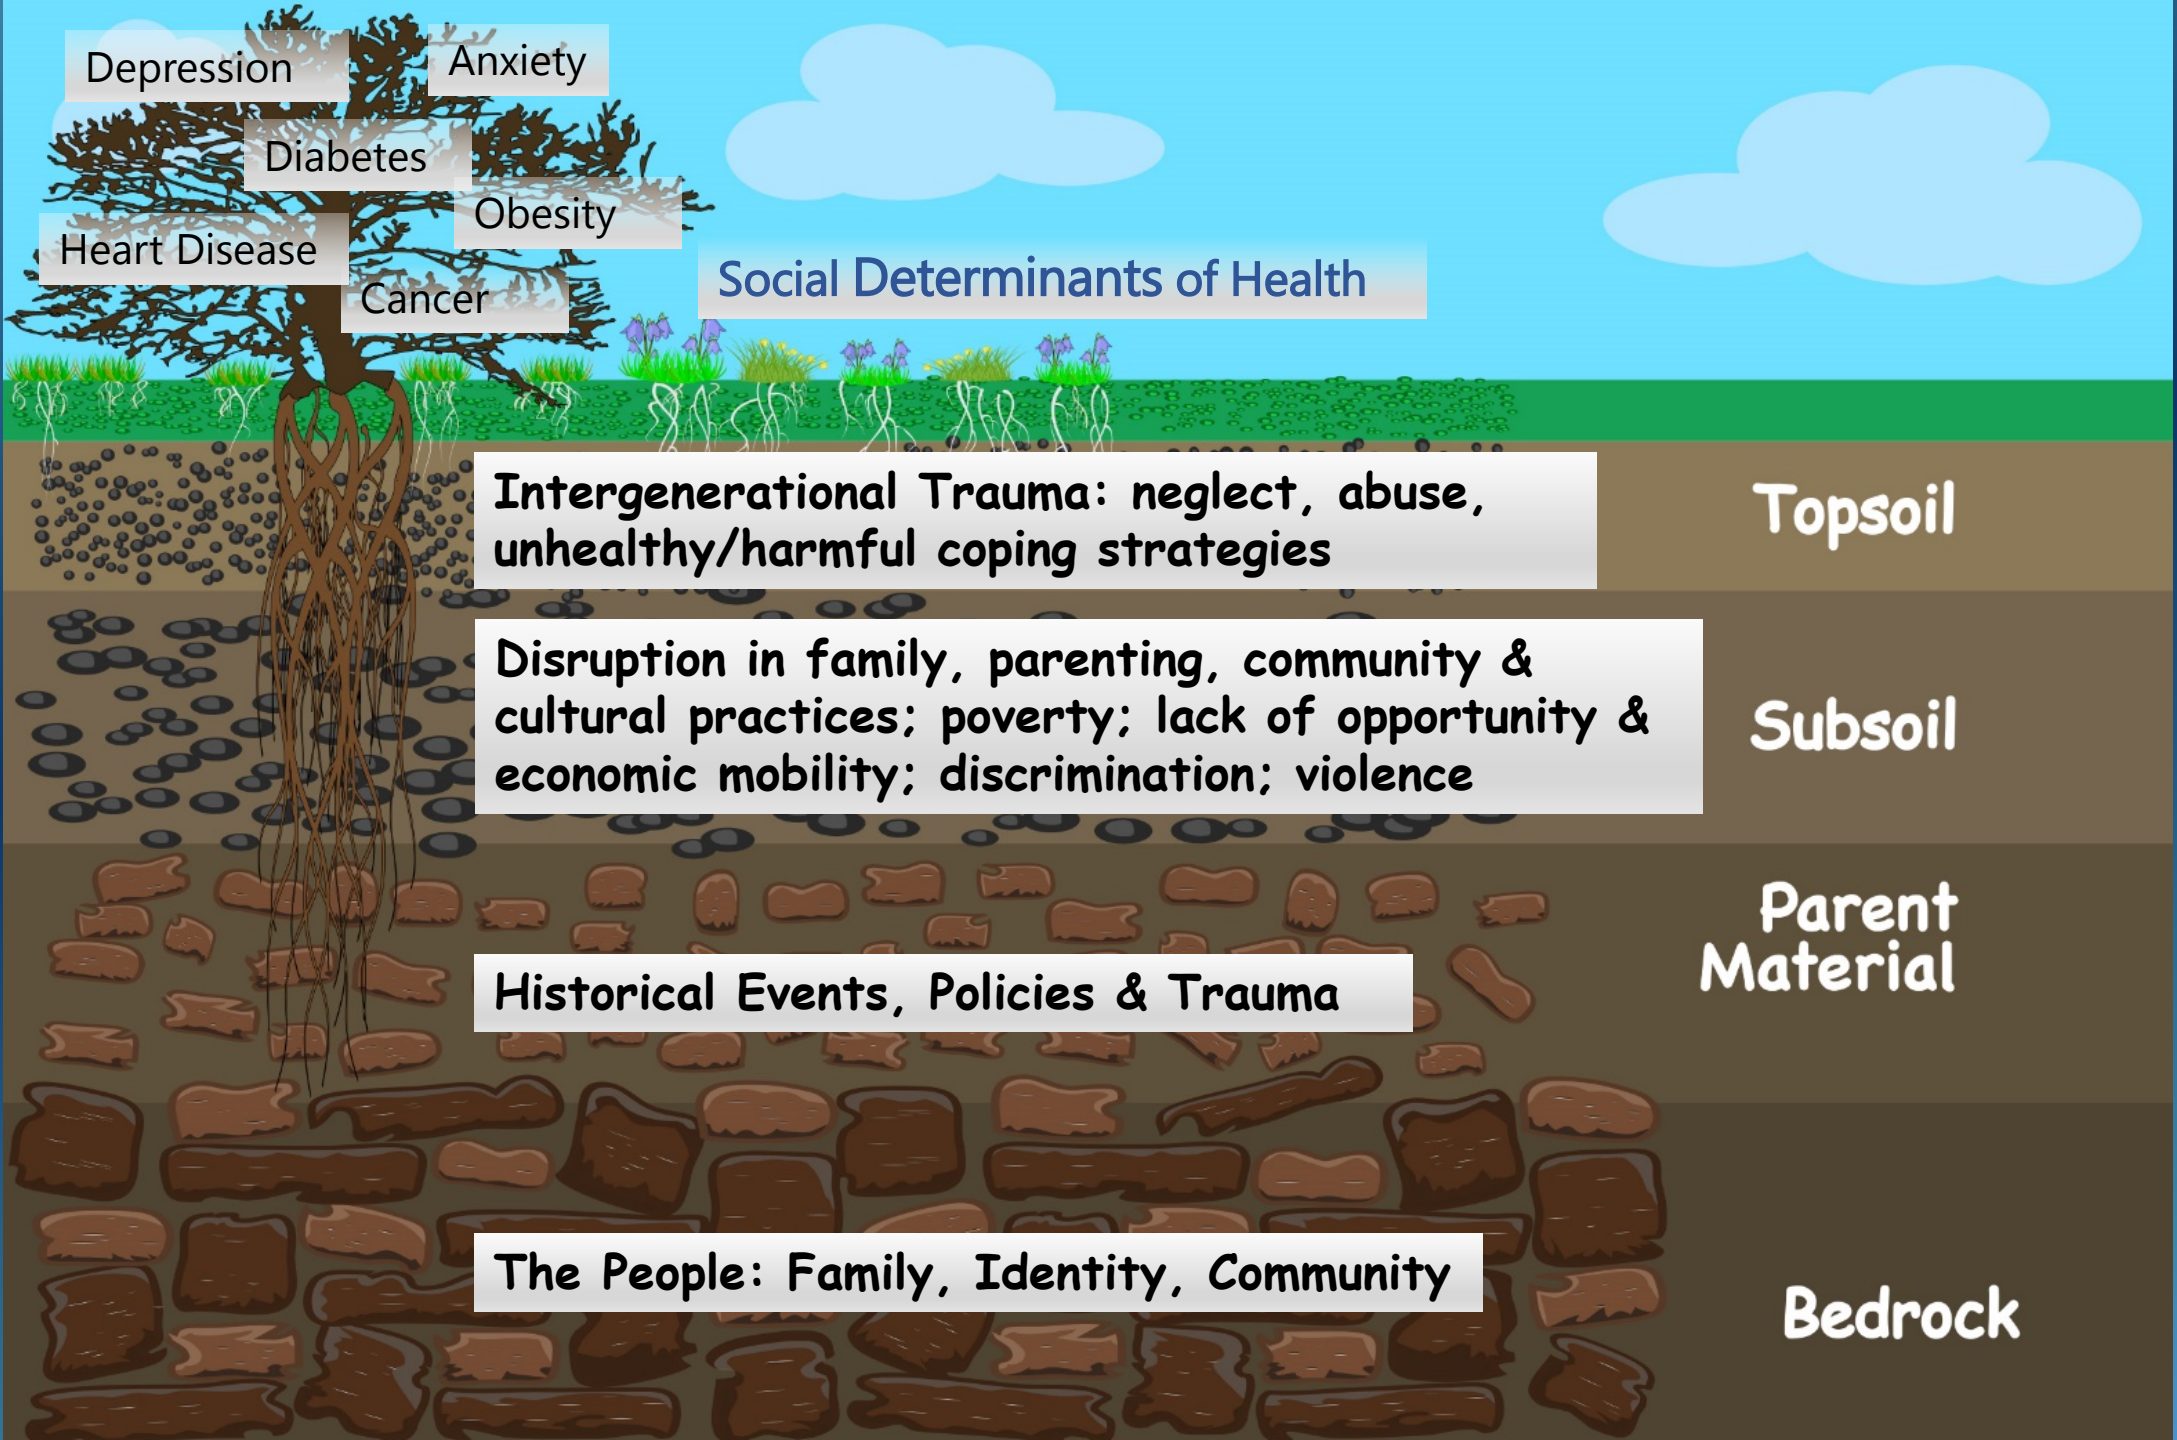 Depression
Anxiety
Diabetes
Obesity
Heart Disease
Cancer
Social Determinants of Health
Intergenerational Trauma: neglect, abuse,
unhealthy/harmful coping strategies
Topsoil
Disruption in family, parenting, community &
cultural practices; poverty; lack of opportunity &
economic mobility; discrimination; violence
Subsoil
Parent
Material
Historical Events, Policies & Trauma
The People: Family, Identity, Community
Bedrock